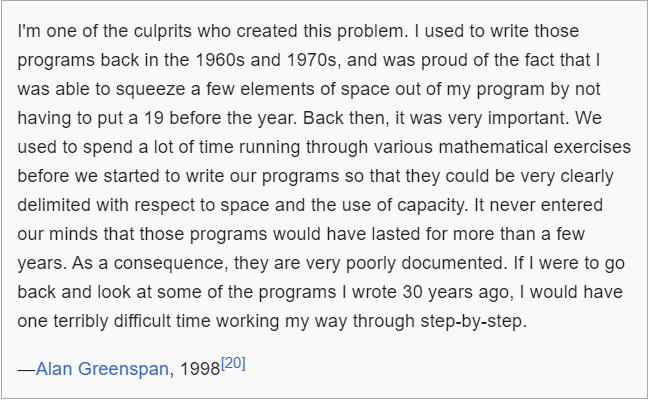 I'm one of the culprits who created this problem. I used to write those
programs back in the 1960s and 1970s, and was proud of the fact that I
was able to squeeze a few elements of space out of my program by not
having to put a 19 before the year. Back then, it was very important. We
used to spend a lot of time running through various mathematical exercises
before we started to write our programs so that they could be very clearly
delimited with respect to space and the use of capacity. It never entered
our minds that those programs would have lasted for more than a few
years. As a consequence, they are very poorly documented. If I were to go
back and look at some of the programs I wrote 30 years ago, I would have
one terribly difficult time working my way through step-by-step.
—Alan Greenspan, 1998[20]